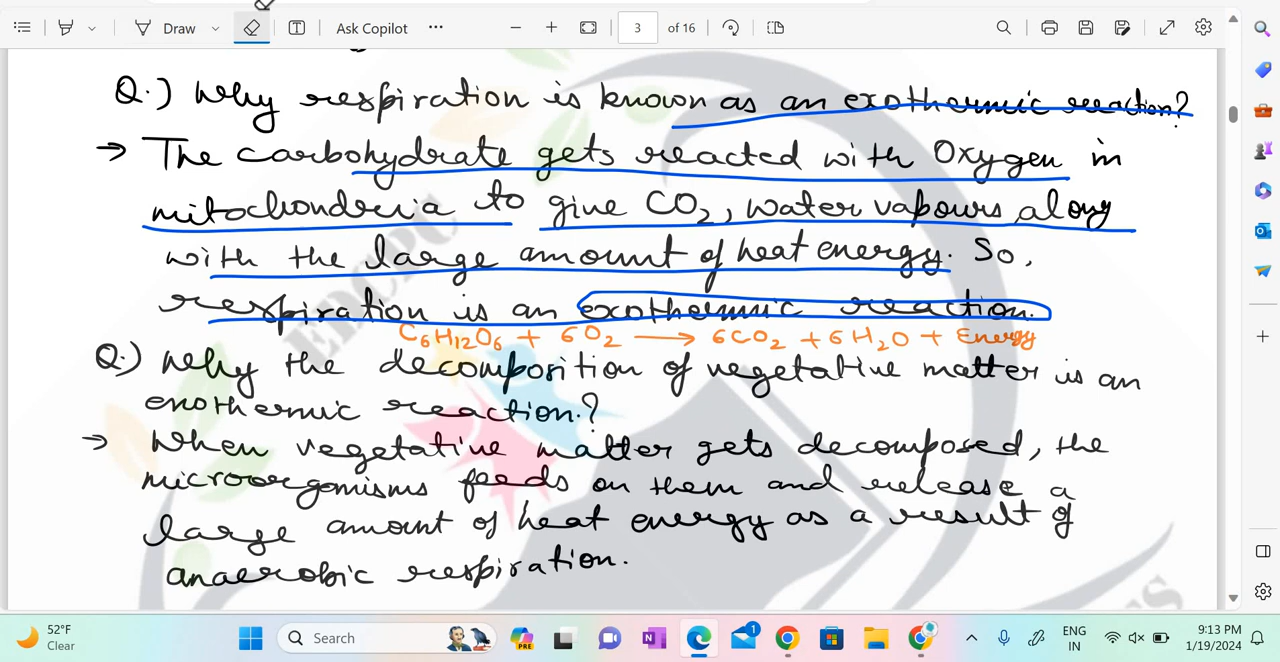 Draw
Ask Copilot
3 of 16
Q.) Why respiration is known as an exothermic reaction?
→ The carbohydrate gets reacted with Oxygen in
mitochondria to give CO₂, water vapours, along
with the large amount of heat energy. So,
respiration is an exothermic reaction.
C₆H₁₂O₆ + 6O₂ → 6CO₂ + 6H₂O + Energy
Q.) Why the decomposition of vegetative matter is an
exothermic reaction.?
→ When vegetative matter gets decomposed, the
microorganisms feeds on them and release a
large amount of heat energy as a result of
anaerobic respiration.
EDCPC
52°F
Clear
Search
PRE
1
ENG
IN
9:13 PM
1/19/2024